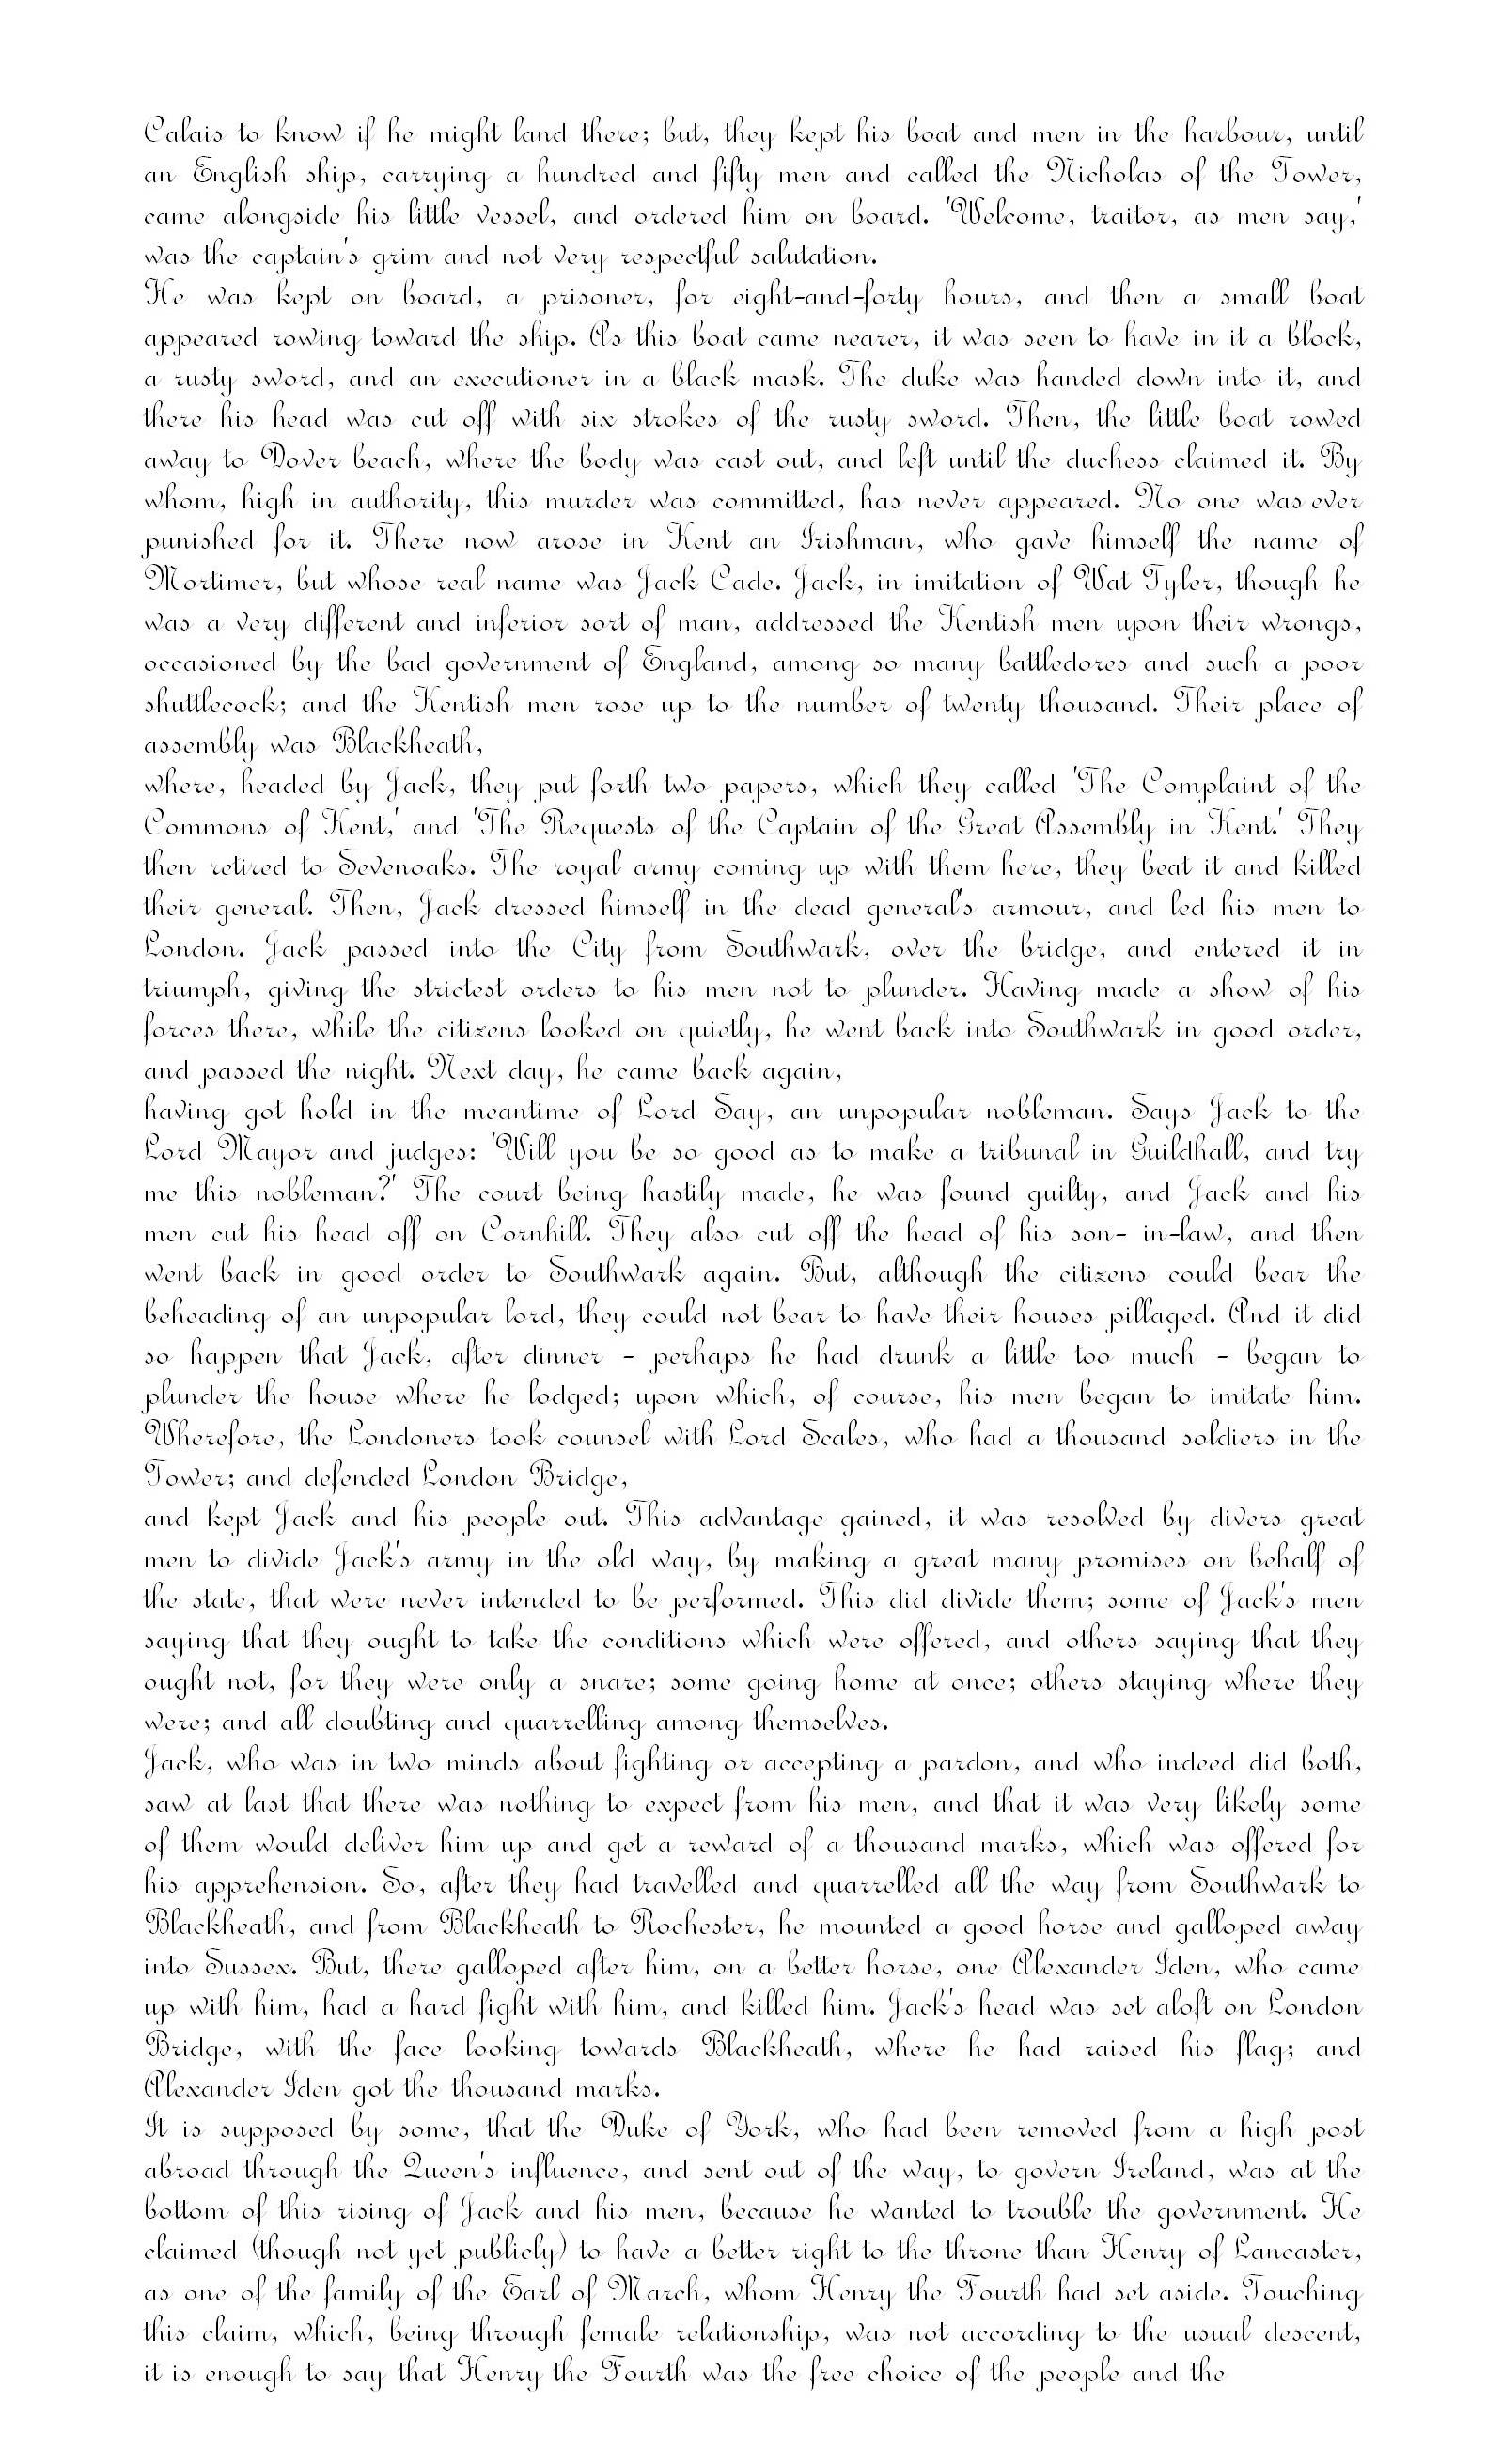 Calais to know if he might land there; but, they kept his boat and men in the harbour, until
an English ship, carrying a hundred and fifty men and called the Nicholas of the Tower,
came alongside his little vessel, and ordered him on board. 'Welcome, traitor, as men say,'
was the captain's grim and not very respectful salutation.
He was kept on board, a prisoner, for eight-and-forty hours, and then a small boat
appeared rowing toward the ship. As this boat came nearer, it was seen to have in it a block,
a rusty sword, and an executioner in a black mask. The duke was handed down into it, and
there his head was cut off with six strokes of the rusty sword. Then, the little boat rowed
away to Dover beach, where the body was cast out, and left until the duchess claimed it. By
whom, high in authority, this murder was committed, has never appeared. No one was ever
punished for it. There now arose in Kent an Irishman, who gave himself the name of
Mortimer, but whose real name was Jack Cade. Jack, in imitation of Wat Tyler, though he
was a very different and inferior sort of man, addressed the Kentish men upon their wrongs,
occasioned by the bad government of England, among so many battledores and such a poor
shuttlecock; and the Kentish men rose up to the number of twenty thousand. Their place of
assembly was Blackheath,
where, headed by Jack, they put forth two papers, which they called 'The Complaint of the
Commons of Kent,' and 'The Requests of the Captain of the Great Assembly in Kent.' They
then retired to Sevenoaks. The royal army coming up with them here, they beat it and killed
their general. Then, Jack dressed himself in the dead general's armour, and led his men to
London. Jack passed into the City from Southwark, over the bridge, and entered it in
triumph, giving the strictest orders to his men not to plunder. Having made a show of his
forces there, while the citizens looked on quietly, he went back into Southwark in good order,
and passed the night. Next day, he came back again,
having got hold in the meantime of Lord Say, an unpopular nobleman. Says Jack to the
Lord Mayor and judges: 'Will you be so good as to make a tribunal in Guildhall, and try
me this nobleman?' The court being hastily made, he was found guilty, and Jack and his
men cut his head off on Cornhill. They also cut off the head of his son- in-law, and then
went back in good order to Southwark again. But, although the citizens could bear the
beheading of an unpopular lord, they could not bear to have their houses pillaged. And it did
so happen that Jack, after dinner - perhaps he had drunk a little too much - began to
plunder the house where he lodged; upon which, of course, his men began to imitate him.
Wherefore, the Londoners took counsel with Lord Scales, who had a thousand soldiers in the
Tower; and defended London Bridge,
and kept Jack and his people out. This advantage gained, it was resolved by divers great
men to divide Jack's army in the old way, by making a great many promises on behalf of
the state, that were never intended to be performed. This did divide them; some of Jack's men
saying that they ought to take the conditions which were offered, and others saying that they
ought not, for they were only a snare; some going home at once; others staying where they
were; and all doubting and quarrelling among themselves.
Jack, who was in two minds about fighting or accepting a pardon, and who indeed did both,
saw at last that there was nothing to expect from his men, and that it was very likely some
of them would deliver him up and get a reward of a thousand marks, which was offered for
his apprehension. So, after they had travelled and quarrelled all the way from Southwark to
Blackheath, and from Blackheath to Rochester, he mounted a good horse and galloped away
into Sussex. But, there galloped after him, on a better horse, one Alexander Iden, who came
up with him, had a hard fight with him, and killed him. Jack's head was set aloft on London
Bridge, with the face looking towards Blackheath, where he had raised his flag; and
Alexander Iden got the thousand marks.
It is supposed by some, that the Duke of York, who had been removed from a high post
abroad through the Queen's influence, and sent out of the way, to govern Ireland, was at the
bottom of this rising of Jack and his men, because he wanted to trouble the government. He
claimed (though not yet publicly) to have a better right to the throne than Henry of Lancaster,
as one of the family of the Earl of March, whom Henry the Fourth had set aside. Touching
this claim, which, being through female relationship, was not according to the usual descent,
it is enough to say that Henry the Fourth was the free choice of the people and the